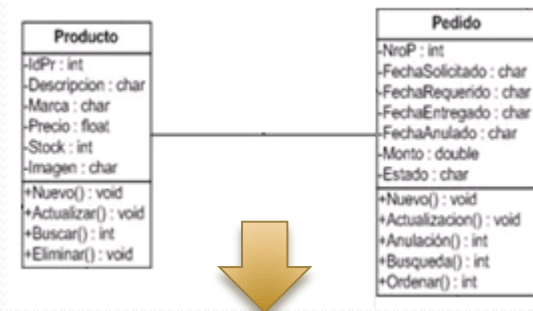 Producto
-IdPr : int
-Descripcion : char
-Marca : char
-Precio : float
-Stock : int
-Imagen : char
+Nuevo() : void
+Actualizar() : void
+Buscar() : int
+Eliminar() : void
Pedido
-NroP : int
-FechaSolicitado : char
-FechaRequerido : char
-FechaEntregado : char
-FechaAnulado : char
-Monto : double
-Estado : char
+Nuevo() : void
+Actualizacion() : void
+Anulación() : int
+Busqueda() : int
+Ordenar() : int